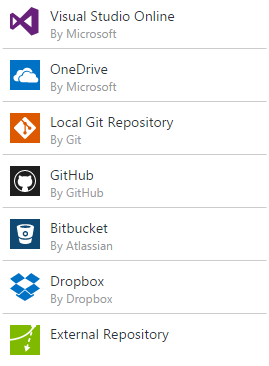 Visual Studio Online
By Microsoft
OneDrive
By Microsoft
Local Git Repository
By Git
GitHub
By GitHub
Bitbucket
By Atlassian
Dropbox
By Dropbox
External Repository